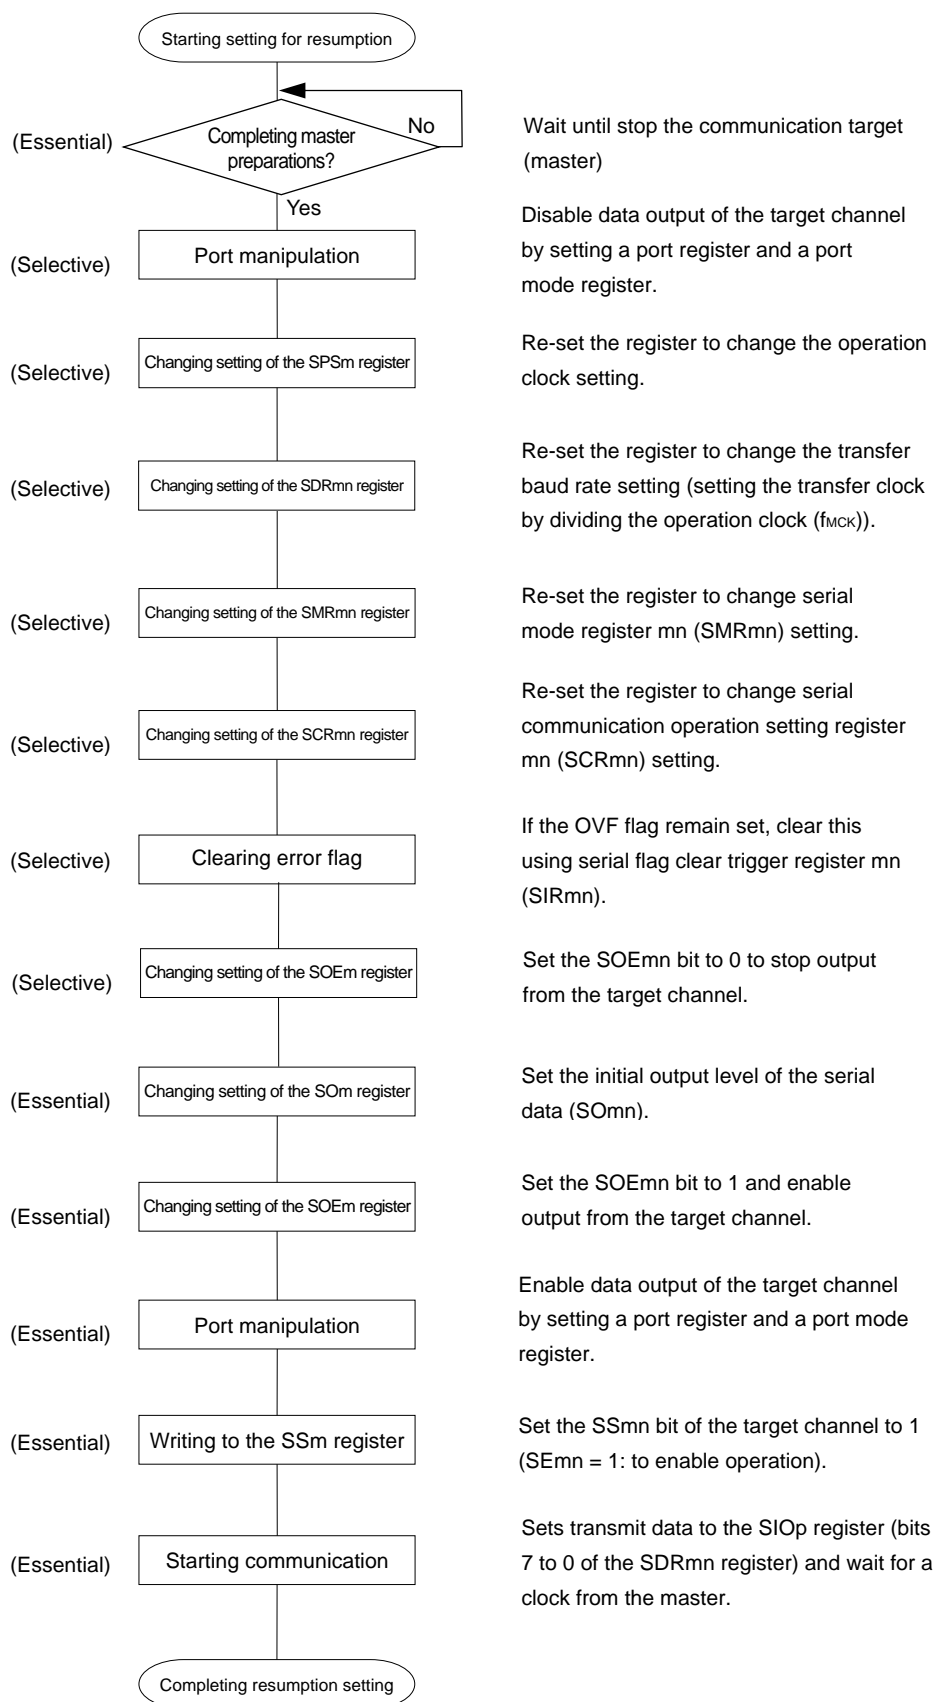 Starting setting for resumption
(Essential)
Completing master
preparations?
No
Yes
Wait until stop the communication target
(master)
(Selective)
Port manipulation
Disable data output of the target channel
by setting a port register and a port
mode register.
(Selective)
Changing setting of the SPSm register
Re-set the register to change the operation
clock setting.
(Selective)
Changing setting of the SDRmn register
Re-set the register to change the transfer
baud rate setting (setting the transfer clock
by dividing the operation clock (fMCK)).
(Selective)
Changing setting of the SMRmn register
Re-set the register to change serial
mode register mn (SMRmn) setting.
(Selective)
Changing setting of the SCRmn register
Re-set the register to change serial
communication operation setting register
mn (SCRmn) setting.
(Selective)
Clearing error flag
If the OVF flag remain set, clear this
using serial flag clear trigger register mn
(SIRmn).
(Selective)
Changing setting of the SOEm register
Set the SOEmn bit to 0 to stop output
from the target channel.
(Essential)
Changing setting of the SOm register
Set the initial output level of the serial
data (SOmn).
(Essential)
Changing setting of the SOEm register
Set the SOEmn bit to 1 and enable
output from the target channel.
(Essential)
Port manipulation
Enable data output of the target channel
by setting a port register and a port mode
register.
(Essential)
Writing to the SSm register
Set the SSmn bit of the target channel to 1
(SEmn = 1: to enable operation).
(Essential)
Starting communication
Sets transmit data to the SIOp register (bits
7 to 0 of the SDRmn register) and wait for a
clock from the master.
Completing resumption setting